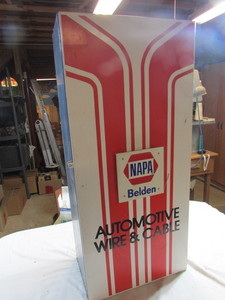 NAPA
Belden
AUTOMOTIVE
WIRE & CABLE